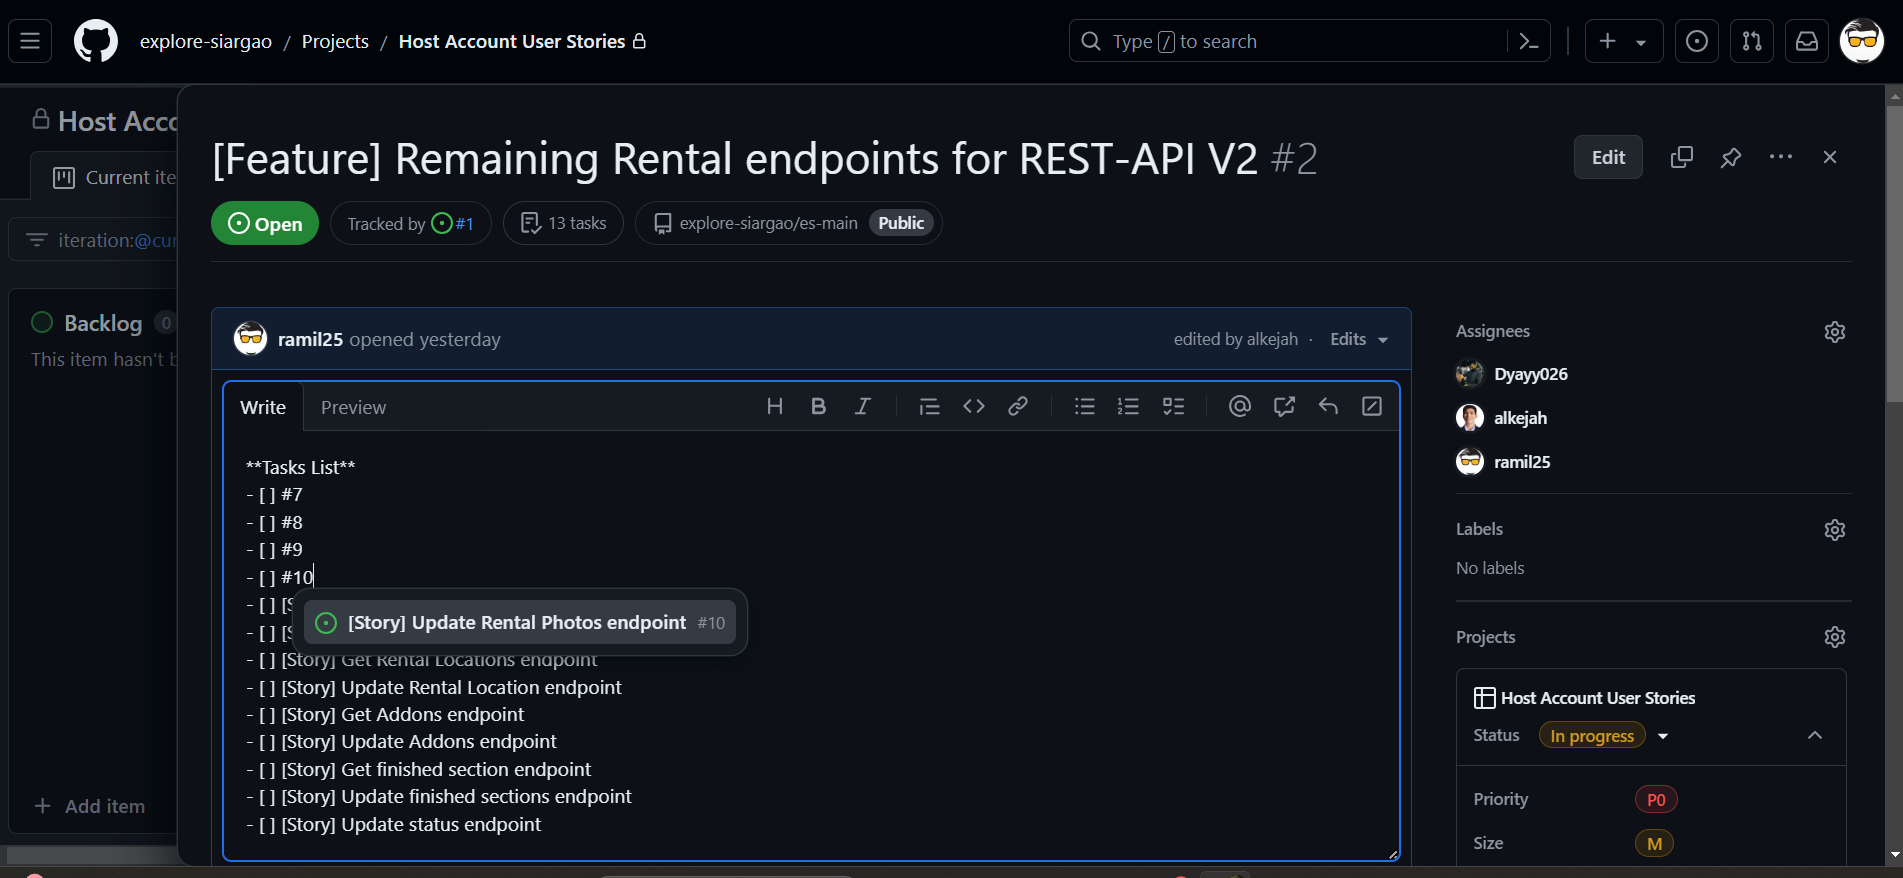 explore-siargao / Projects / Host Account User Stories
Type / to search
Host Acco
Current ite
iteration:@cur
Backlog 0
This item hasn't b
Add item
[Feature] Remaining Rental endpoints for REST-API V2 #2
Edit
Open
Tracked by #1
13 tasks
explore-siargao/es-main Public
ramil25 opened yesterday
edited by alkejah · Edits
Write
Preview
**Tasks List**
- [ ] #7
- [ ] #8
- [ ] #9
- [ ] #10
[Story] Update Rental Photos endpoint #10
- [ ] [S
- [ ] [S
- [ ] [Story] Get Rental Locations endpoint
- [ ] [Story] Update Rental Location endpoint
- [ ] [Story] Get Addons endpoint
- [ ] [Story] Update Addons endpoint
- [ ] [Story] Get finished section endpoint
- [ ] [Story] Update finished sections endpoint
- [ ] [Story] Update status endpoint
Assignees
Dyayy026
alkejah
ramil25
Labels
No labels
Projects
Host Account User Stories
Status In progress
Priority P0
Size M